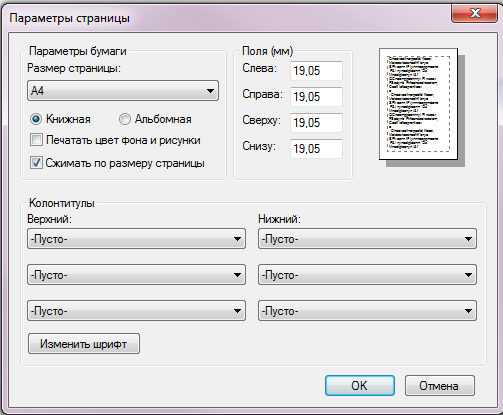 Параметры страницы
Параметры бумаги
Размер страницы:
A4
Книжная
Альбомная
Печатать цвет фона и рисунки
Сжимать по размеру страницы
Поля (мм)
Слева: 19,05
Справа: 19,05
Сверху: 19,05
Снизу: 19,05
Колонтитулы
Верхний: Нижний:
-Пусто- -Пусто-
-Пусто- -Пусто-
-Пусто- -Пусто-
Изменить шрифт
OK Отмена